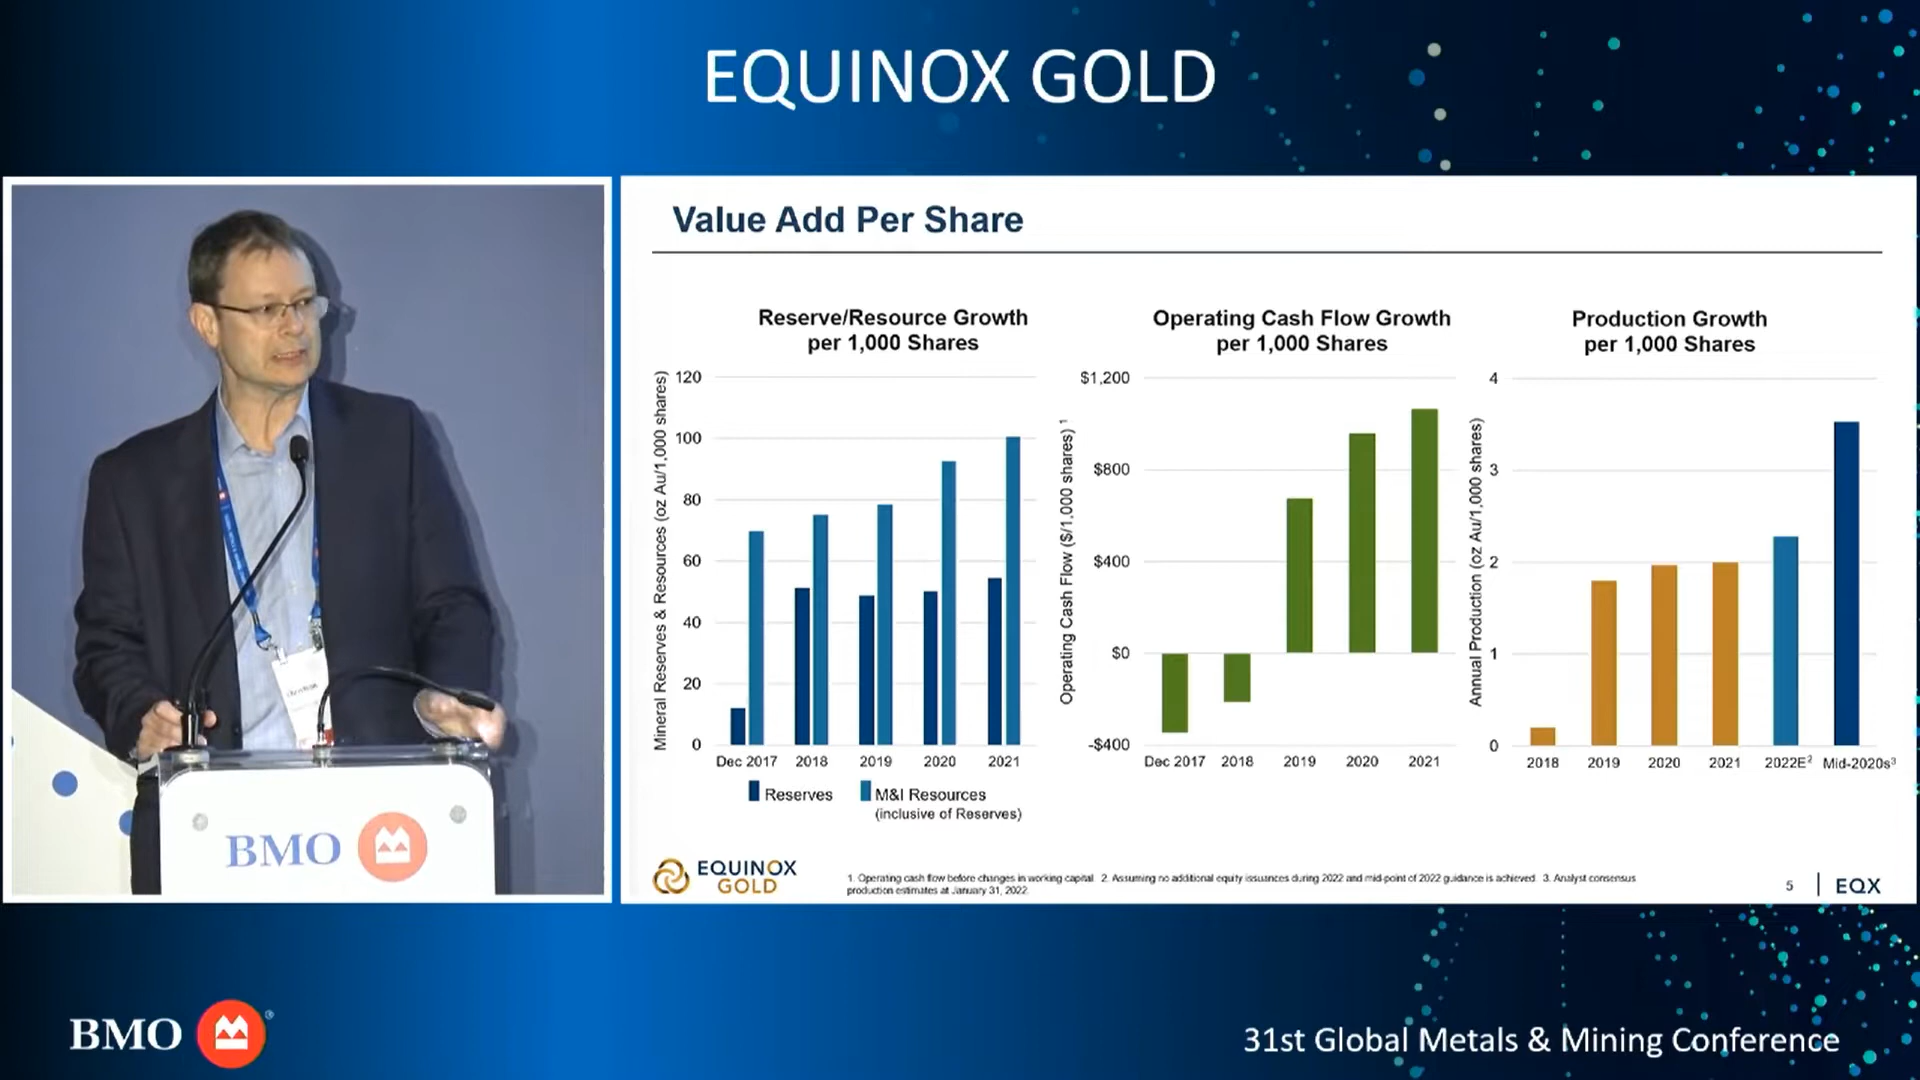 EQUINOX GOLD
BMO
Value Add Per Share
Reserve/Resource Growth
per 1,000 Shares
Mineral Reserves & Resources (oz Au/1,000 shares)
120
100
80
60
40
20
0
Dec 2017 2018 2019 2020 2021
Reserves M&I Resources
(inclusive of Reserves)
Operating Cash Flow Growth
per 1,000 Shares
Operating Cash Flow ($/1,000 shares) 1
$1,200
$800
$400
$0
-$400
Dec 2017 2018 2019 2020 2021
Production Growth
per 1,000 Shares
Annual Production (oz Au/1,000 shares)
4
3
2
1
0
2018 2019 2020 2021 2022E2 Mid-2020s3
EQUINOX
GOLD
1. Operating cash flow before changes in working capital. 2. Assuming no additional equity issuances during 2022 and mid-point of 2022 guidance is achieved. 3. Analyst consensus
production estimates at January 31, 2022.
5 | EQX
BMO ®
31st Global Metals & Mining Conference